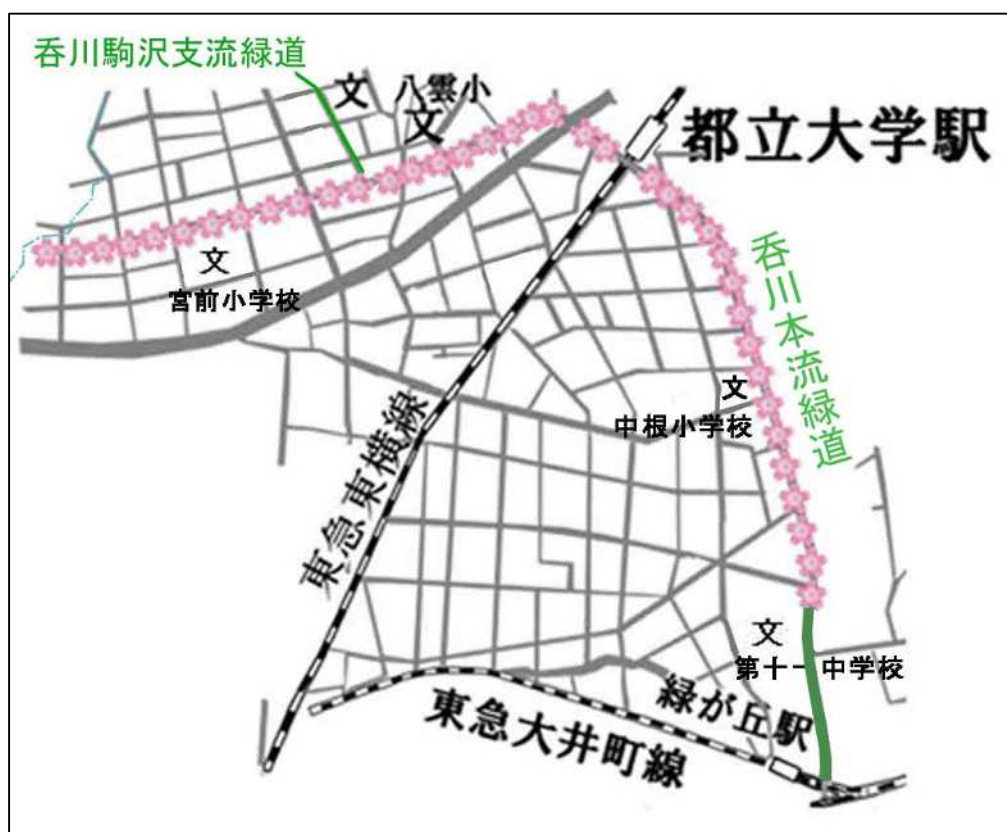 呑川駒沢支流緑道
文
八雲小
文
都立大学駅
文
宮前小学校
呑川本流緑道
文
中根小学校
東急東横線
文
第十一中学校
緑が丘駅
東急大井町線